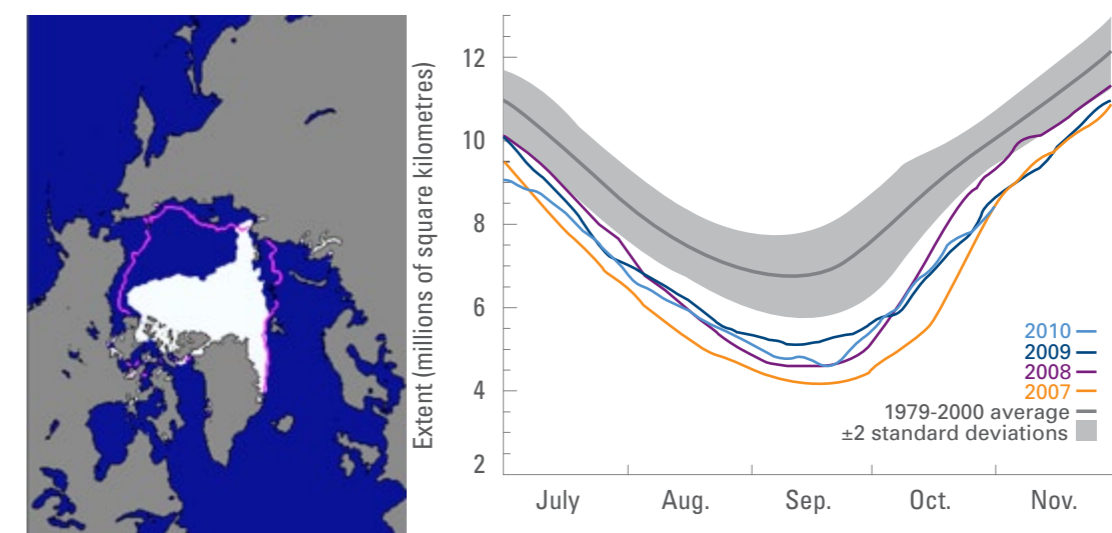 Extent (millions of square kilometres)
12
10
8
6
4
2
2010
2009
2008
2007
1979-2000 average
±2 standard deviations
July Aug. Sep. Oct. Nov.